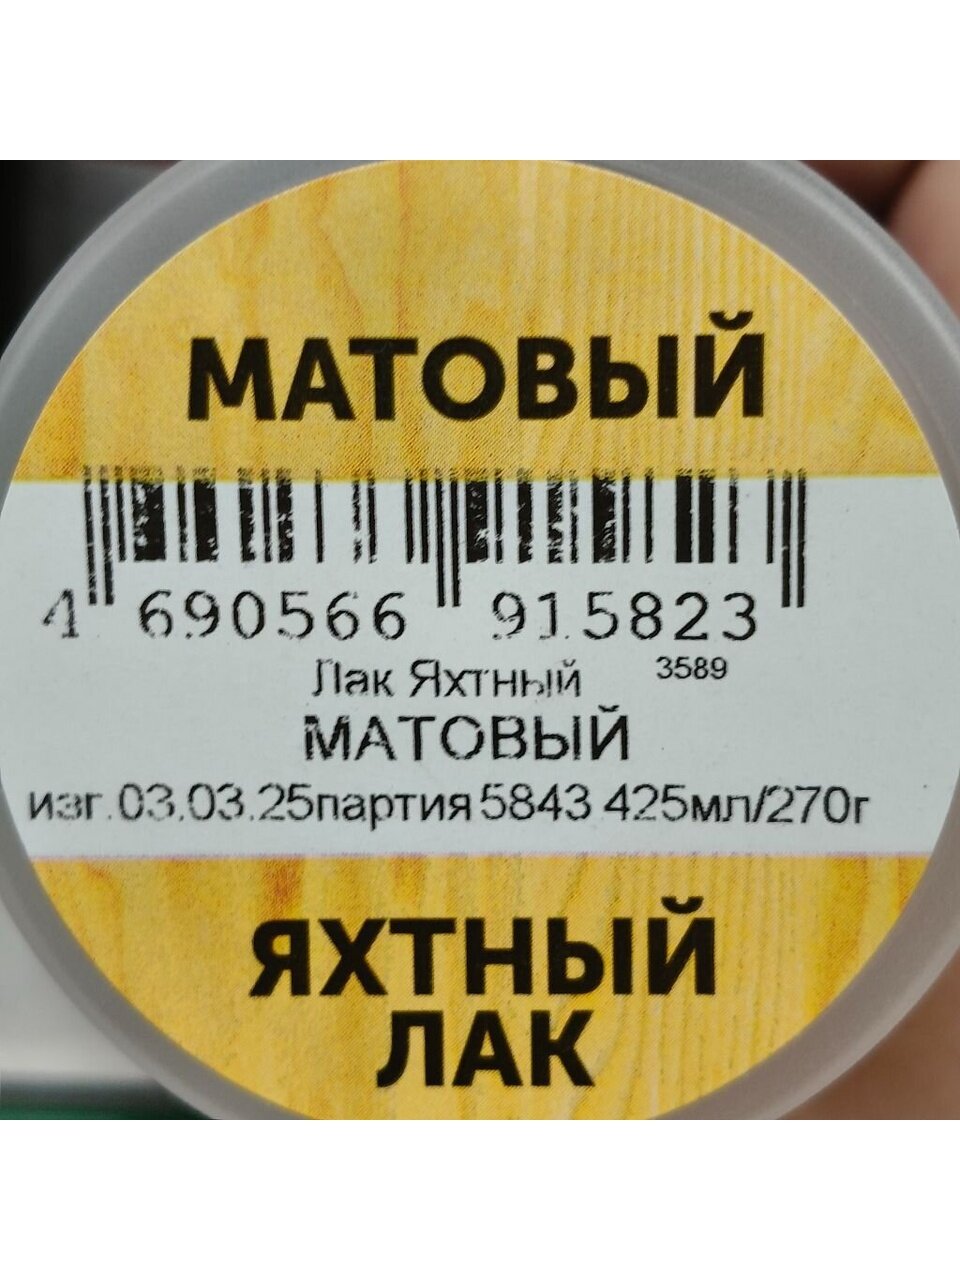 МАТОВЫЙ
4 690566 915823
Лак Яхтный 3589
МАТОВЫЙ
изг.03.03.25партия 5843 425мл/270г
ЯХТНЫЙ
ЛАК